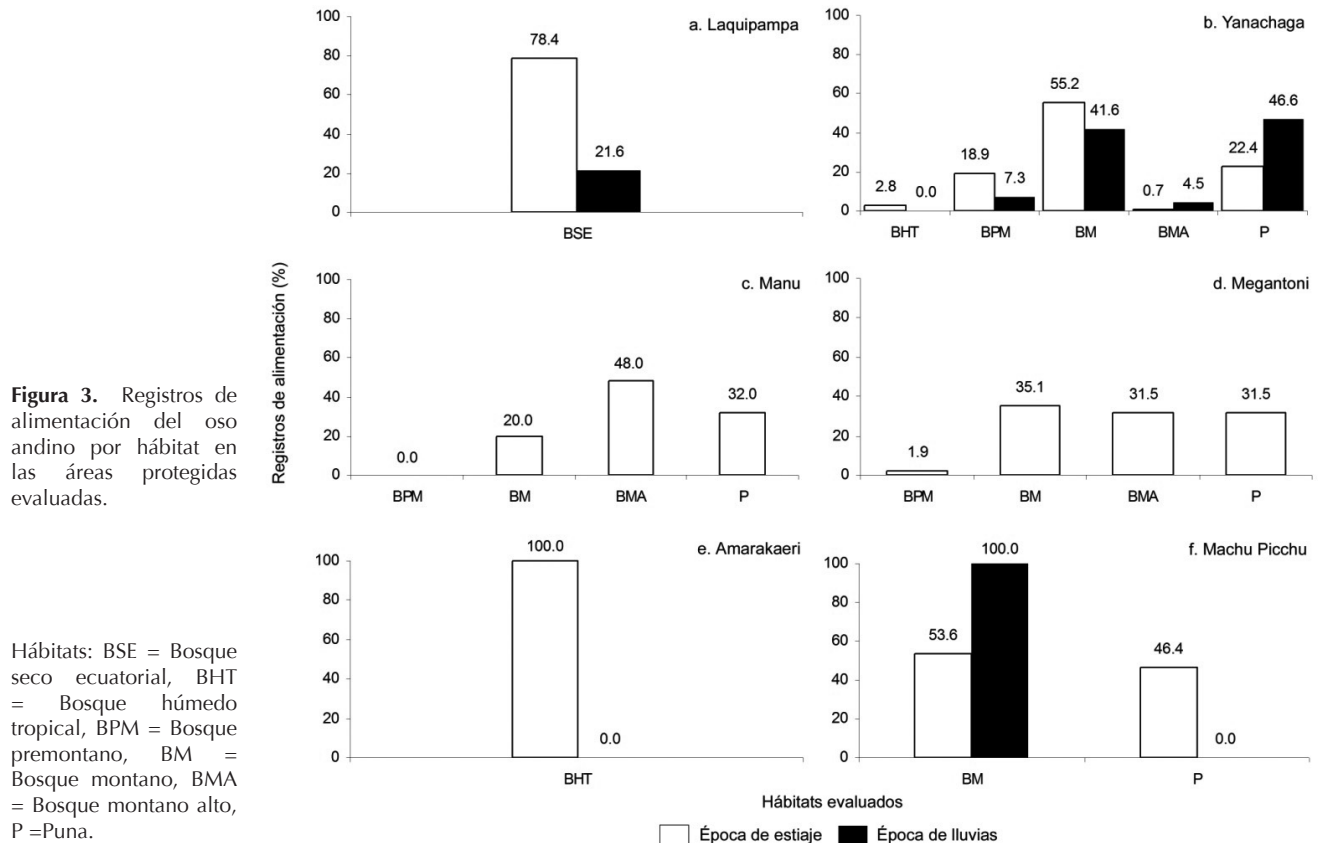 Figura 3. Registros de
alimentación del oso
andino por hábitat en
las áreas protegidas
evaluadas.
Hábitats: BSE = Bosque
seco ecuatorial, BHT
= Bosque húmedo
tropical, BPM = Bosque
premontano, BM =
Bosque montano, BMA
= Bosque montano alto,
P =Puna.
Registros de alimentación (%)
a. Laquipampa
100
80
60
40
20
0
78.4
21.6
BSE
b. Yanachaga
100
80
60
40
20
0
2.8 0.0 18.9 7.3 55.2 41.6 0.7 4.5 22.4 46.6
BHT BPM BM BMA P
c. Manu
100
80
60
40
20
0
0.0 20.0 48.0 32.0
BPM BM BMA P
d. Megantoni
100
80
60
40
20
0
1.9 35.1 31.5 31.5
BPM BM BMA P
e. Amarakaeri
100
80
60
40
20
0
100.0 0.0
BHT
f. Machu Picchu
100
80
60
40
20
0
53.6 100.0 46.4 0.0
BM P
Hábitats evaluados
Época de estiaje Época de lluvias